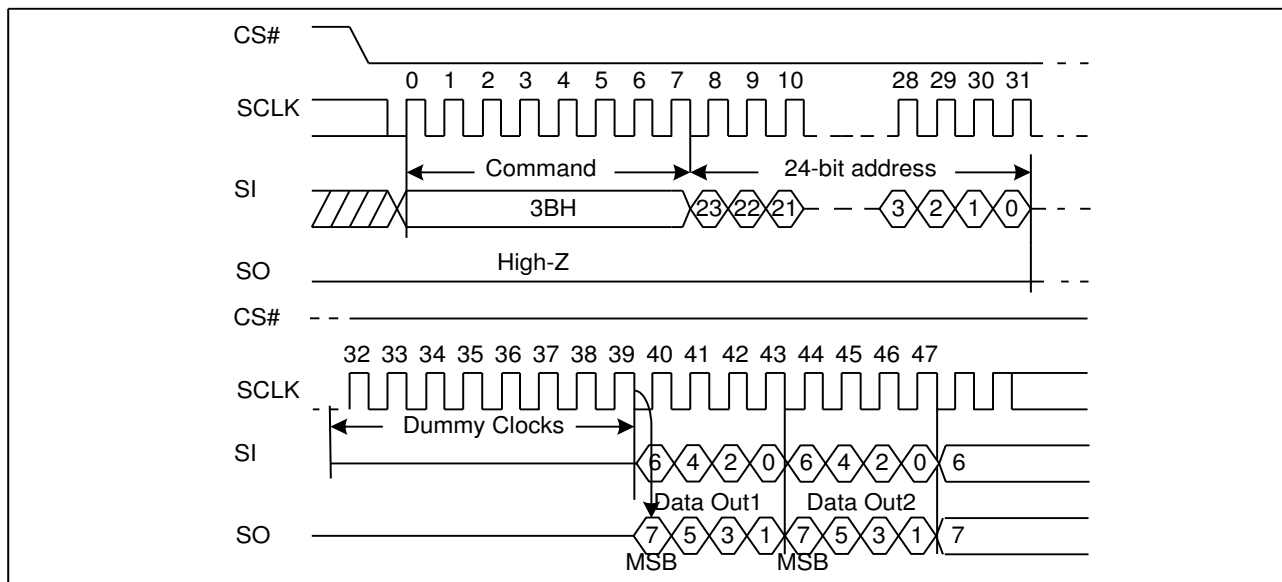 CS#
0 1 2 3 4 5 6 7 8 9 10 28 29 30 31
SCLK
Command 24-bit address
SI
3BH 23 22 21 3 2 1 0
High-Z
SO
CS#
32 33 34 35 36 37 38 39 40 41 42 43 44 45 46 47
SCLK
Dummy Clocks
SI
6 4 2 0 6 4 2 0 6
Data Out1 Data Out2
SO
7 5 3 1 7 5 3 1 7
MSB MSB